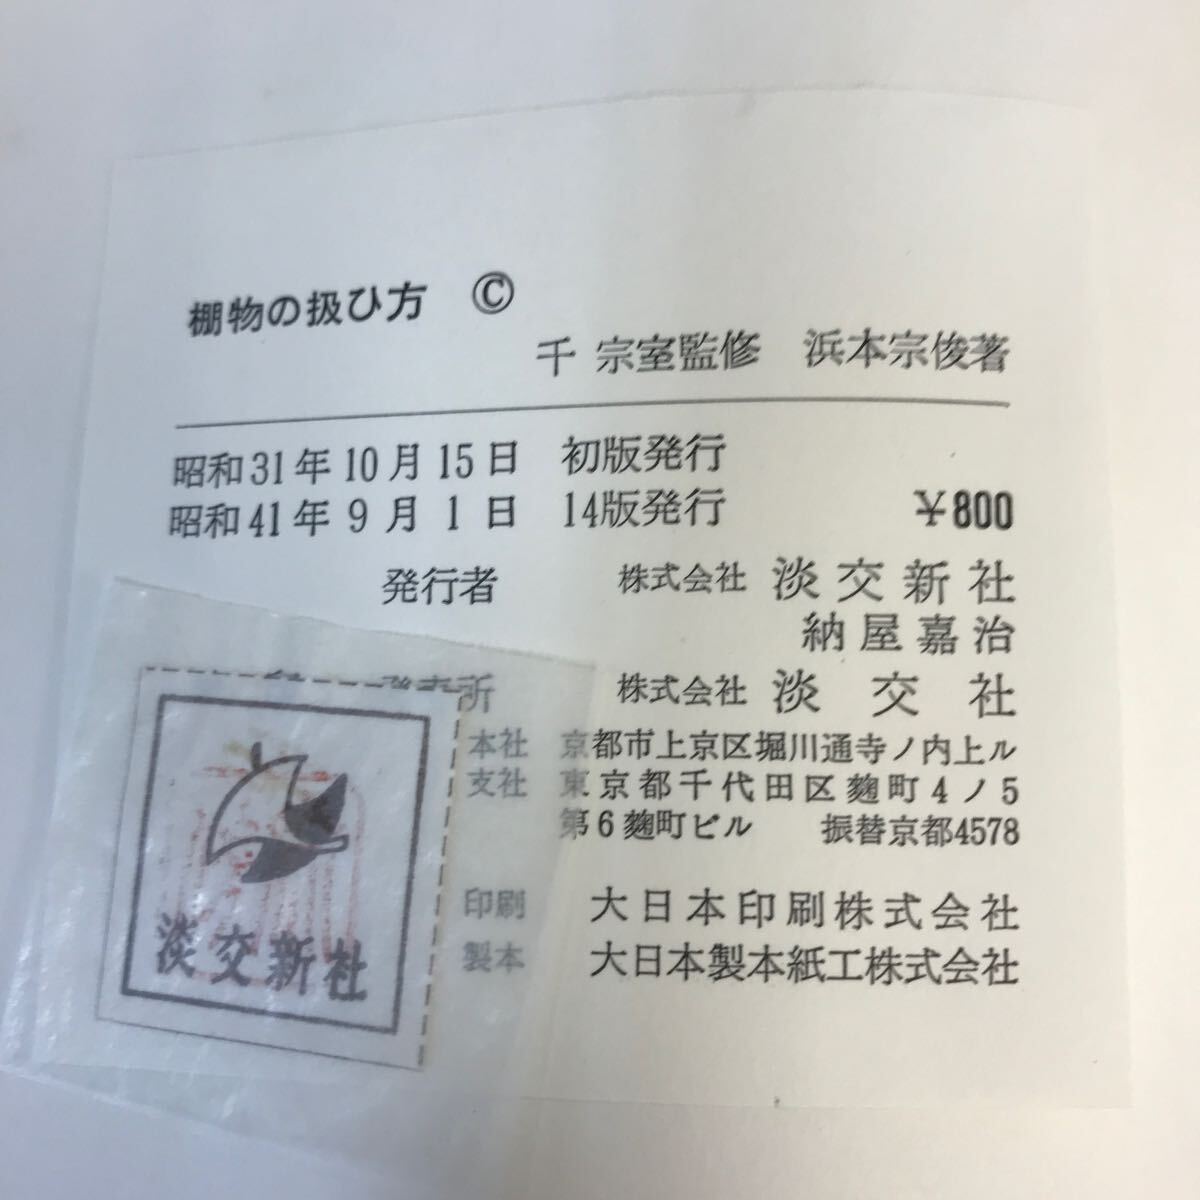 棚物の扱ひ方 ©
千 宗室監修 浜本宗俊著
昭和31年10月15日 初版発行
昭和41年9月1日 14版発行 ¥800
発行者 株式会社 淡交新社
納屋嘉治
所 株式会社 淡交社
本社 京都市上京区堀川通寺ノ内上ル
支社 東京都千代田区麹町4ノ5
第6麹町ビル 振替京都4578
印刷 大日本印刷株式会社
製本 大日本製本紙工株式会社
淡交新社